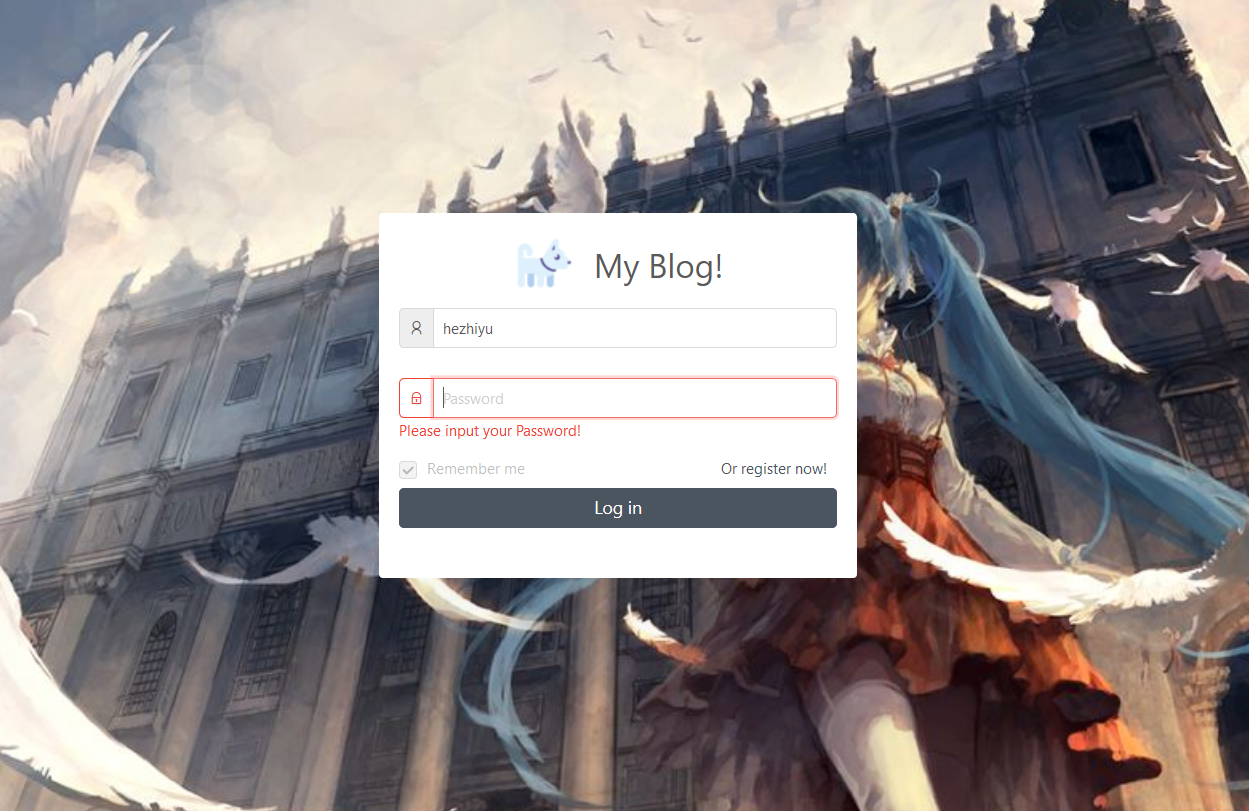 My Blog!
hezhiyu
Password
Please input your Password!
Remember me
Or register now!
Log in